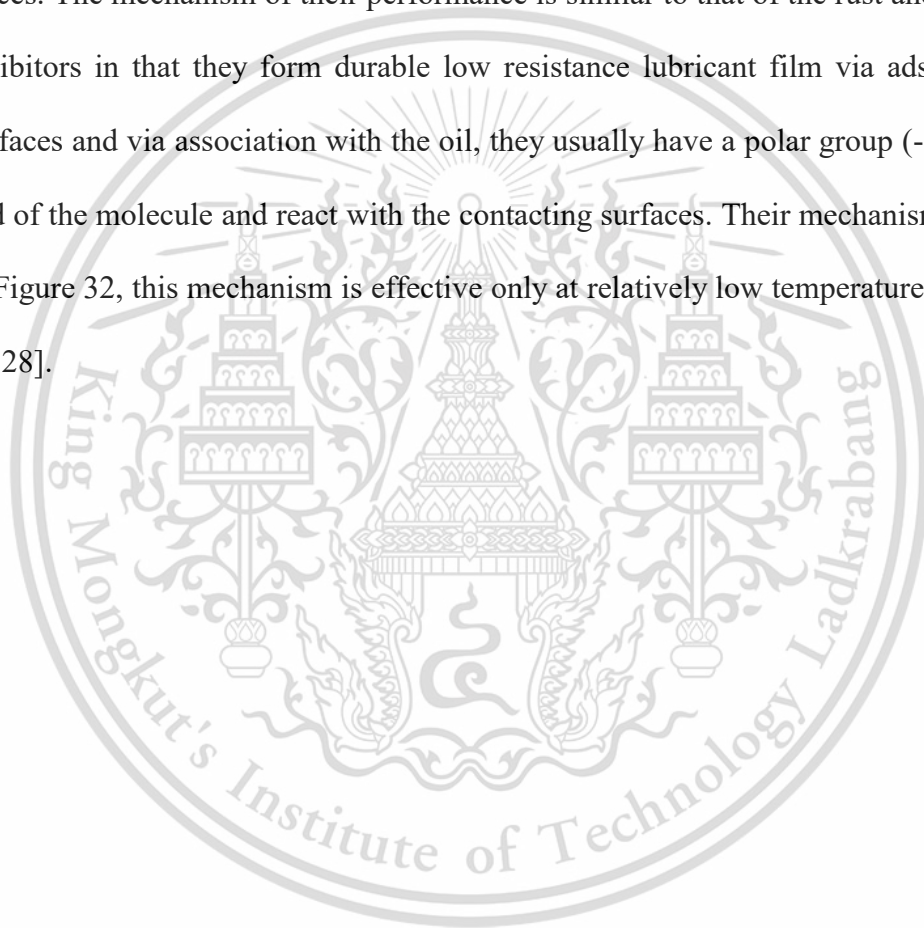 ces. The mechanism of their performance is similar to that of the rust and
ibitors in that they form durable low resistance lubricant film via ads
faces and via association with the oil, they usually have a polar group (-
d of the molecule and react with the contacting surfaces. Their mechanism
Figure 32, this mechanism is effective only at relatively low temperature
28].
King Mongkut's Institute of Technology Ladkrabang